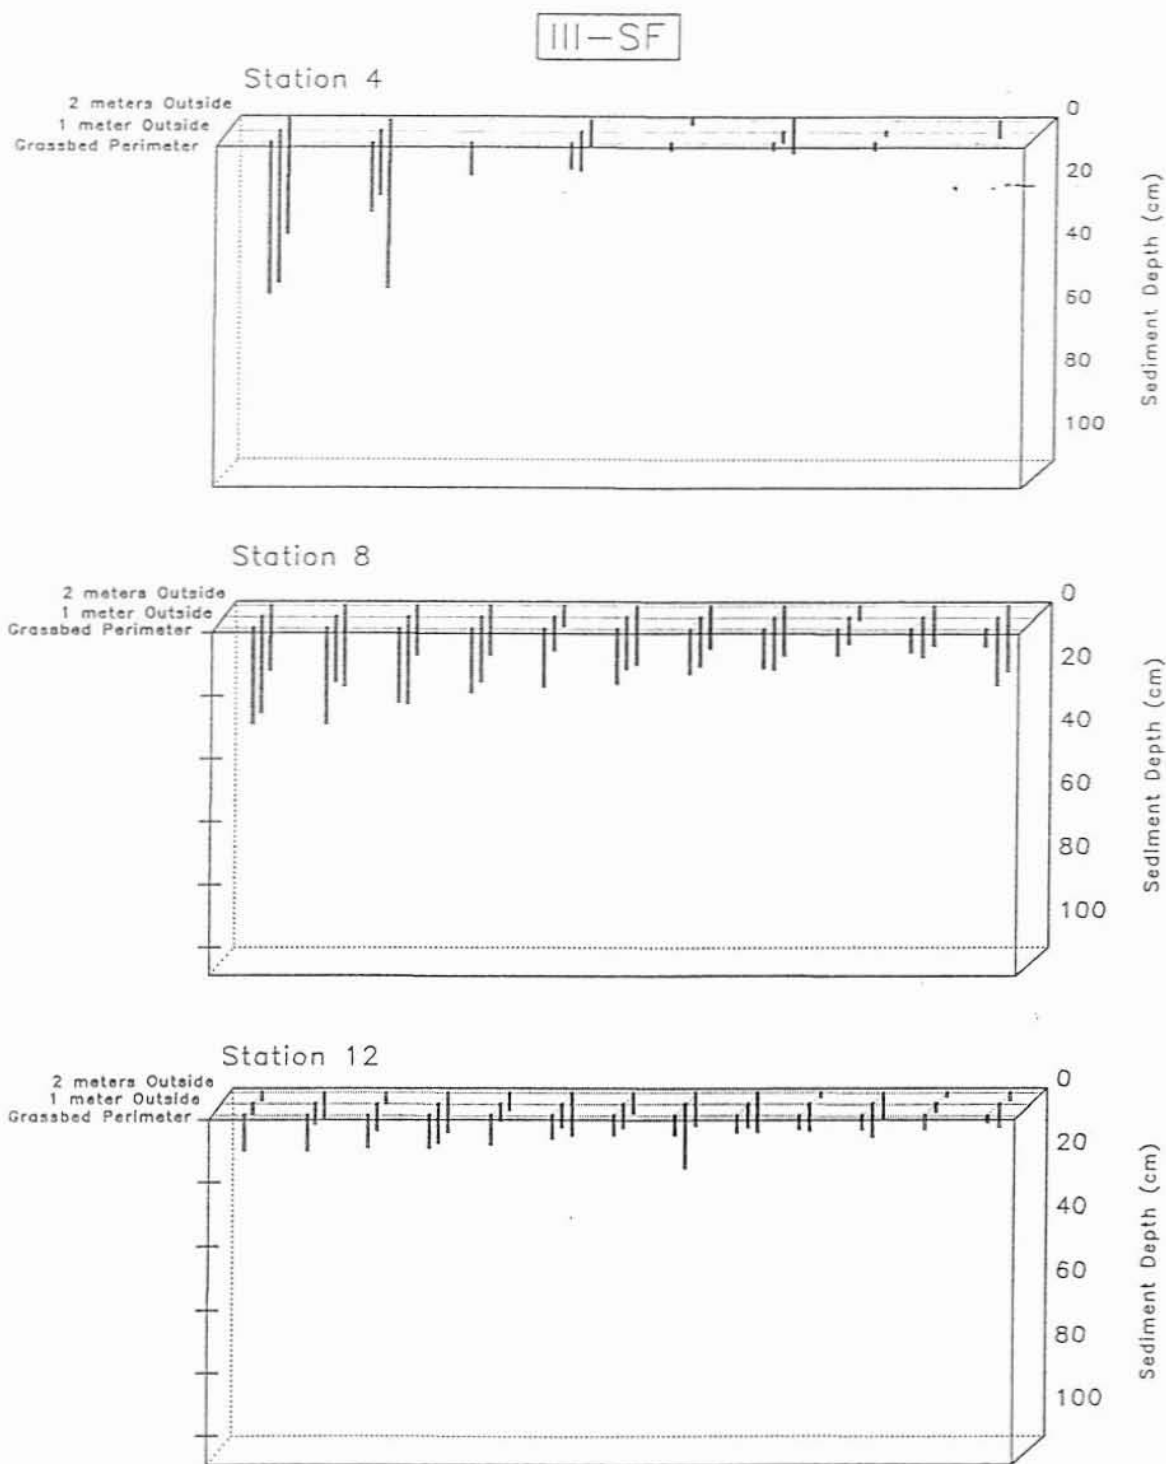 III-SF
Station 4
2 meters Outside
1 meter Outside
Grassbed Perimeter
0
20
40
60
80
100
Sediment Depth (cm)
Station 8
2 meters Outside
1 meter Outside
Grassbed Perimeter
0
20
40
60
80
100
Sediment Depth (cm)
Station 12
2 meters Outside
1 meter Outside
Grassbed Perimeter
0
20
40
60
80
100
Sediment Depth (cm)